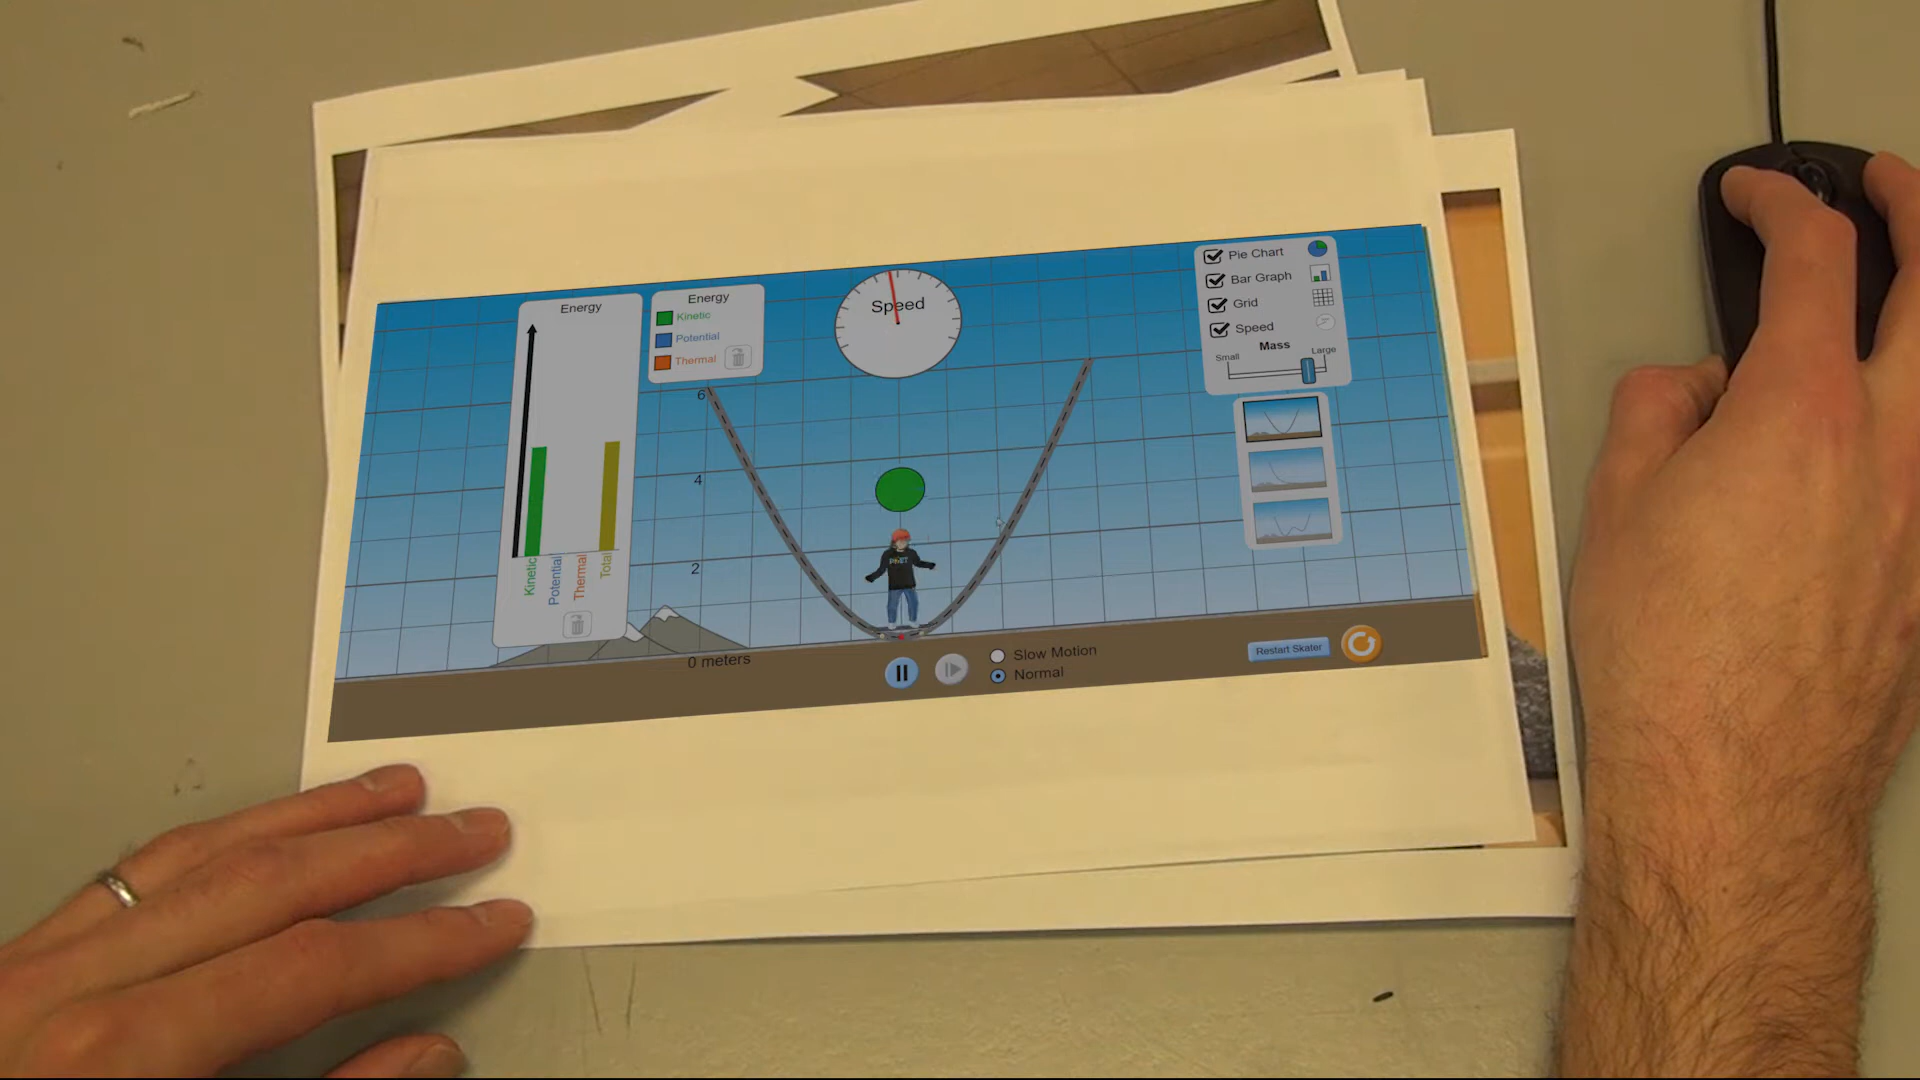 Energy
Kinetic
Potential
Thermal
Total
Energy
Kinetic
Potential
Thermal
Speed
Pie Chart
Bar Graph
Grid
Speed
Mass
Small
Large
6
4
2
0 meters
PhET
Slow Motion
Normal
Restart Skater